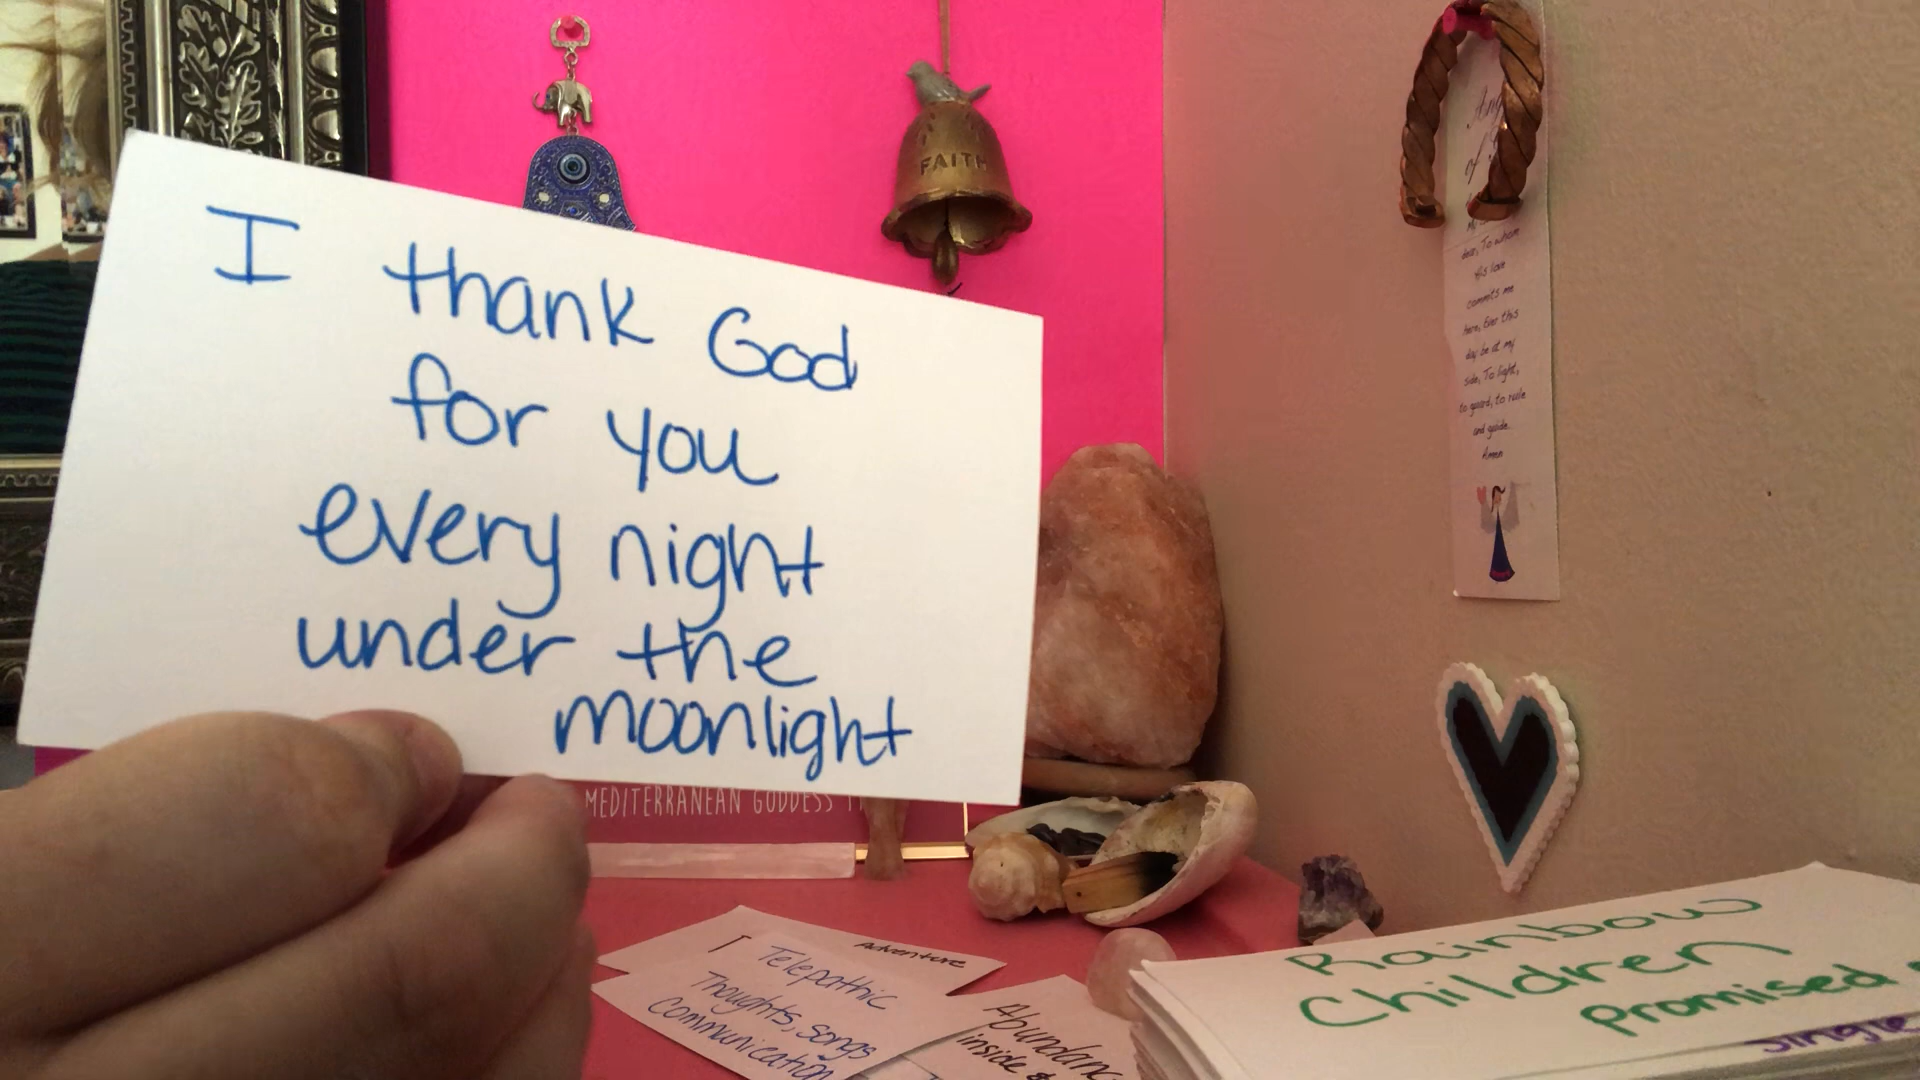 I thank God
for you
every night
under the
moonlight
FAITH
dear, To whom
His love
commits me
here, Ever this
day be at my
side, To light,
to guard, to rule
and guide.
Amen
MEDITERRANEAN GODDESS
Adventure
Telepathic
Thoughts, songs
Communication
Abundanc
inside &
Rainbow
Children
Promised
Single